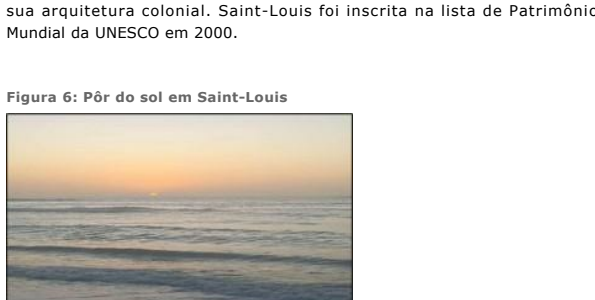 sua arquitetura colonial. Saint-Louis foi inscrita na lista de Patrimônio
Mundial da UNESCO em 2000.
Figura 6: Pôr do sol em Saint-Louis